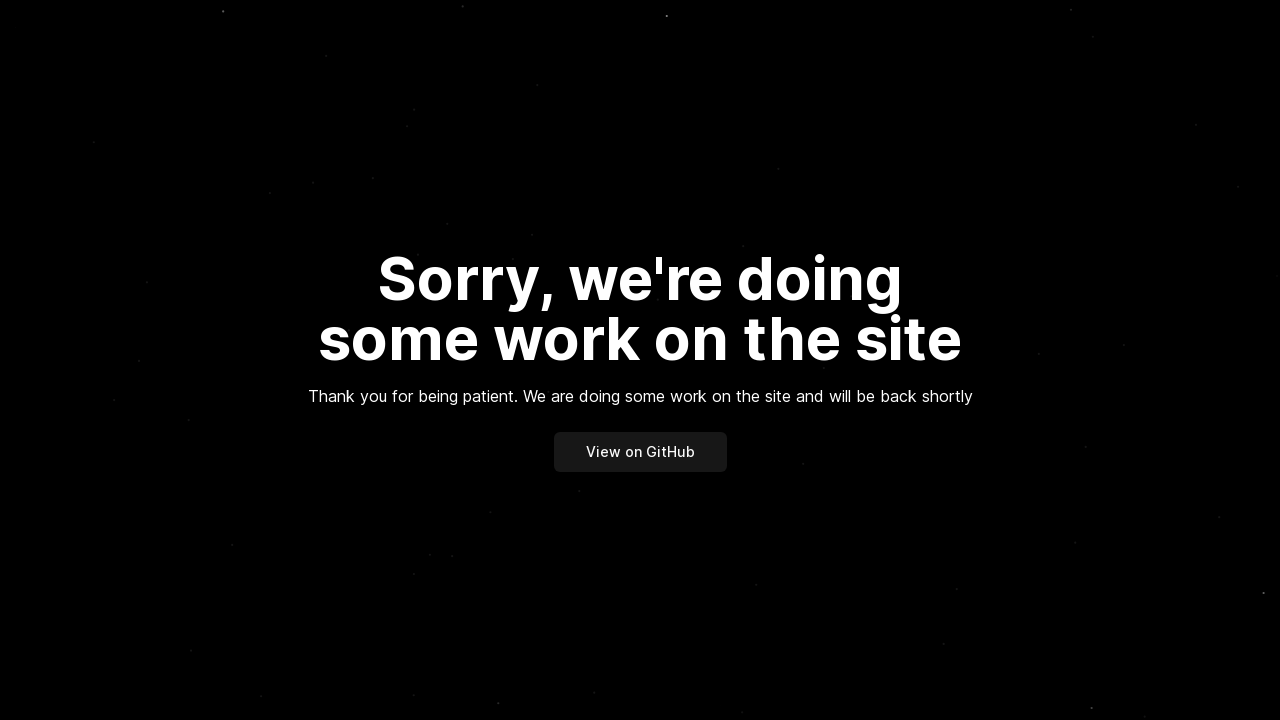 Sorry, we're doing
some work on the site
Thank you for being patient. We are doing some work on the site and will be back shortly
View on GitHub